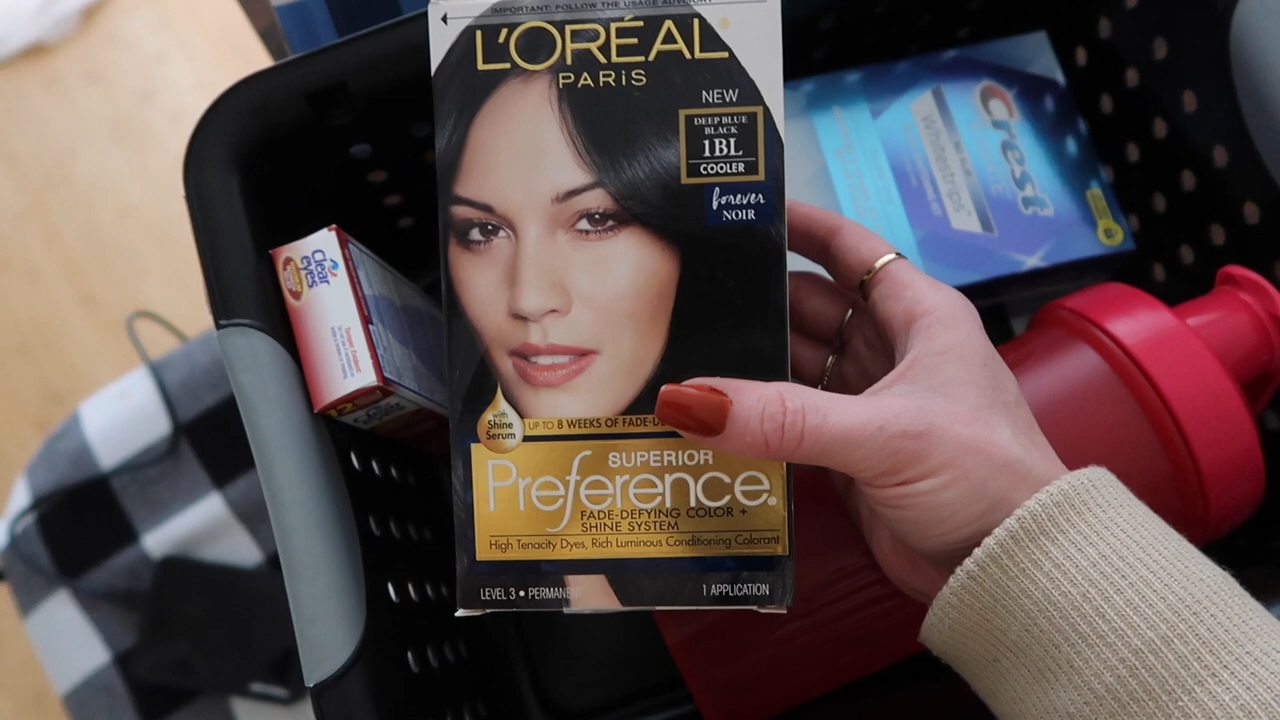 IMPORTANT: FOLLOW THE USAGE ADVISORY
L'ORÉAL
PARIS
NEW
DEEP BLUE
BLACK
1BL
COOLER
forever
NOIR
with
Shine
Serum
UP TO 8 WEEKS OF FADE-DE
SUPERIOR
Preference®
FADE-DEFYING COLOR +
SHINE SYSTEM
High Tenacity Dyes, Rich Luminous Conditioning Colorant
LEVEL 3 • PERMANEN
1 APPLICATION
Clear
eyes
Crest
Whitestrips